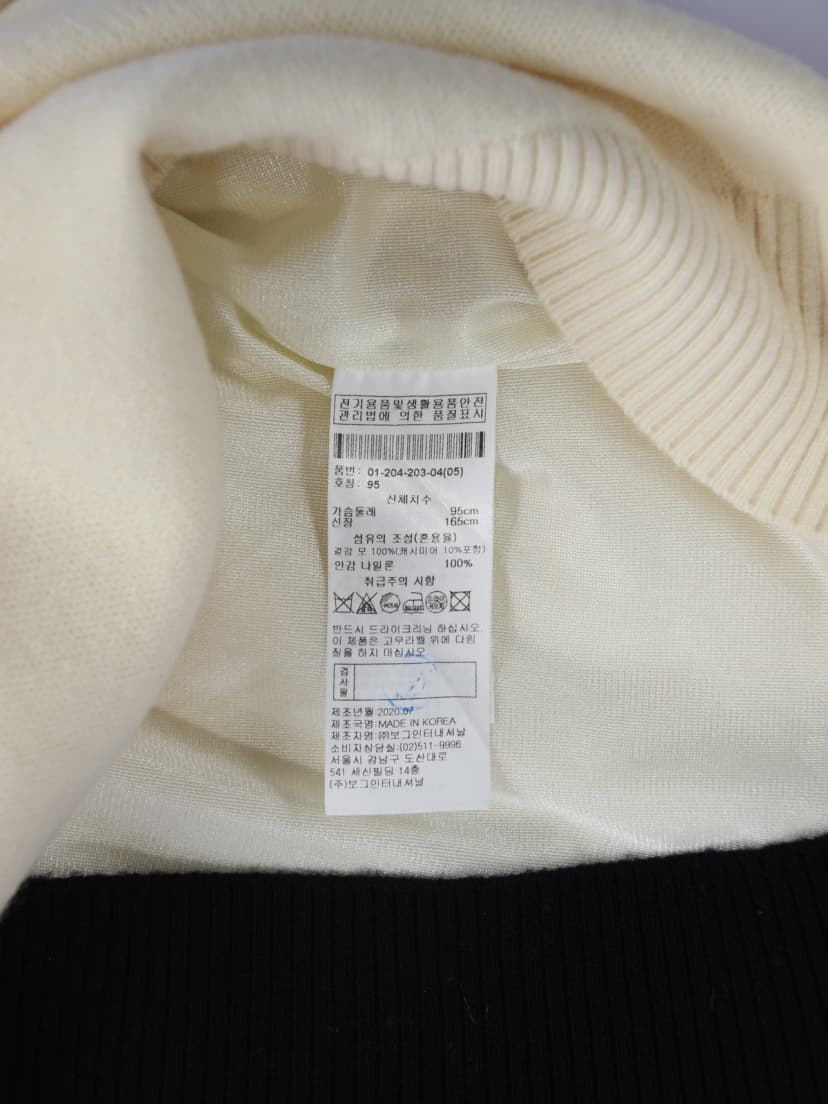 전기용품및생활용품안전
관리법에 의한 품질표시
품번: 01-204-203-04(05)
호칭: 95
신체치수
가슴둘레 95cm
신장 165cm
섬유의 조성(혼용율)
겉감 모 100%(캐시미어 10%포함)
안감 나일론 100%
취급주의 사항
드라이
반드시 드라이크리닝 하십시오.
이 제품은 고무라벨 위에 다림
질을 하지 마십시오.
검사필
제조년월:2020.07
제조국명:MADE IN KOREA
제조자명:㈜보그인터내셔날
소비자상담실:(02)511-9996
서울시 강남구 도산대로
541 세신빌딩 14층
(주)보그인터내셔날